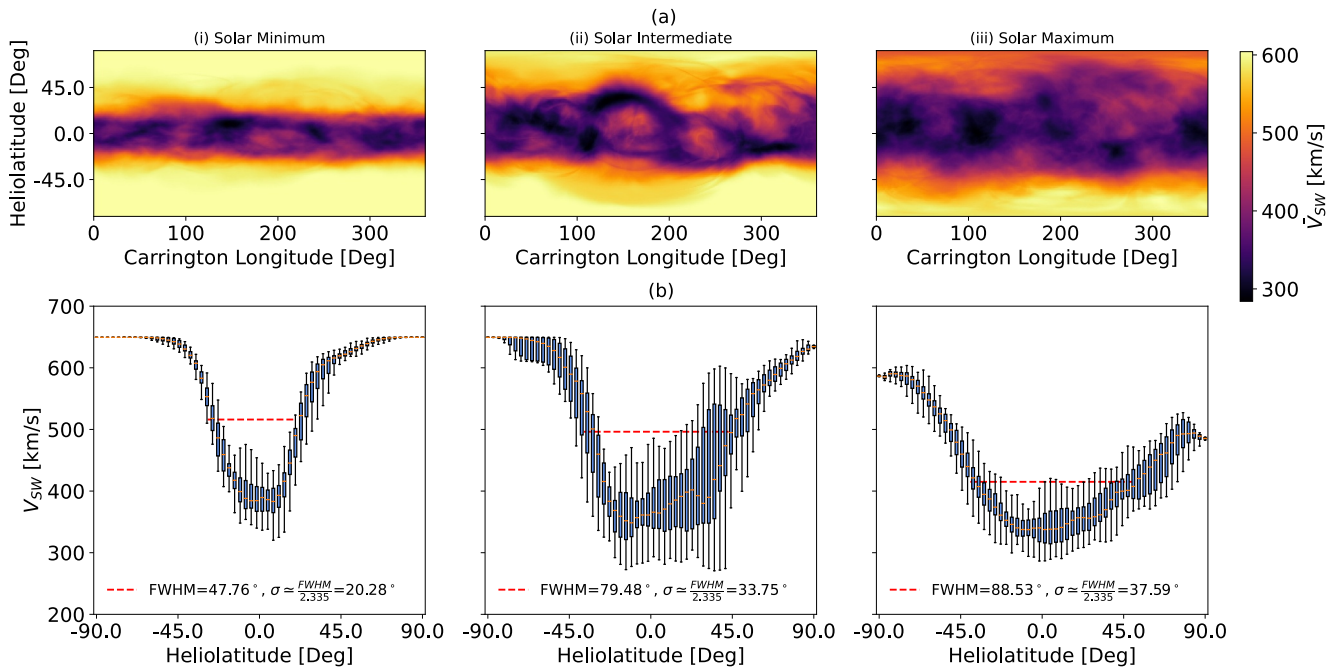 (a)
(i) Solar Minimum
(ii) Solar Intermediate
(iii) Solar Maximum
Heliolatitude [Deg]
45.0
0.0
-45.0
0 100 200 300
0 100 200 300
0 100 200 300
Carrington Longitude [Deg]
Carrington Longitude [Deg]
Carrington Longitude [Deg]
600
500
400
300
V̄_SW [km/s]
(b)
V_SW [km/s]
700
600
500
400
300
200
FWHM=47.76°, σ ≃ FWHM/2.335=20.28°
FWHM=79.48°, σ ≃ FWHM/2.335=33.75°
FWHM=88.53°, σ ≃ FWHM/2.335=37.59°
-90.0 -45.0 0.0 45.0 90.0
-90.0 -45.0 0.0 45.0 90.0
-90.0 -45.0 0.0 45.0 90.0
Heliolatitude [Deg]
Heliolatitude [Deg]
Heliolatitude [Deg]